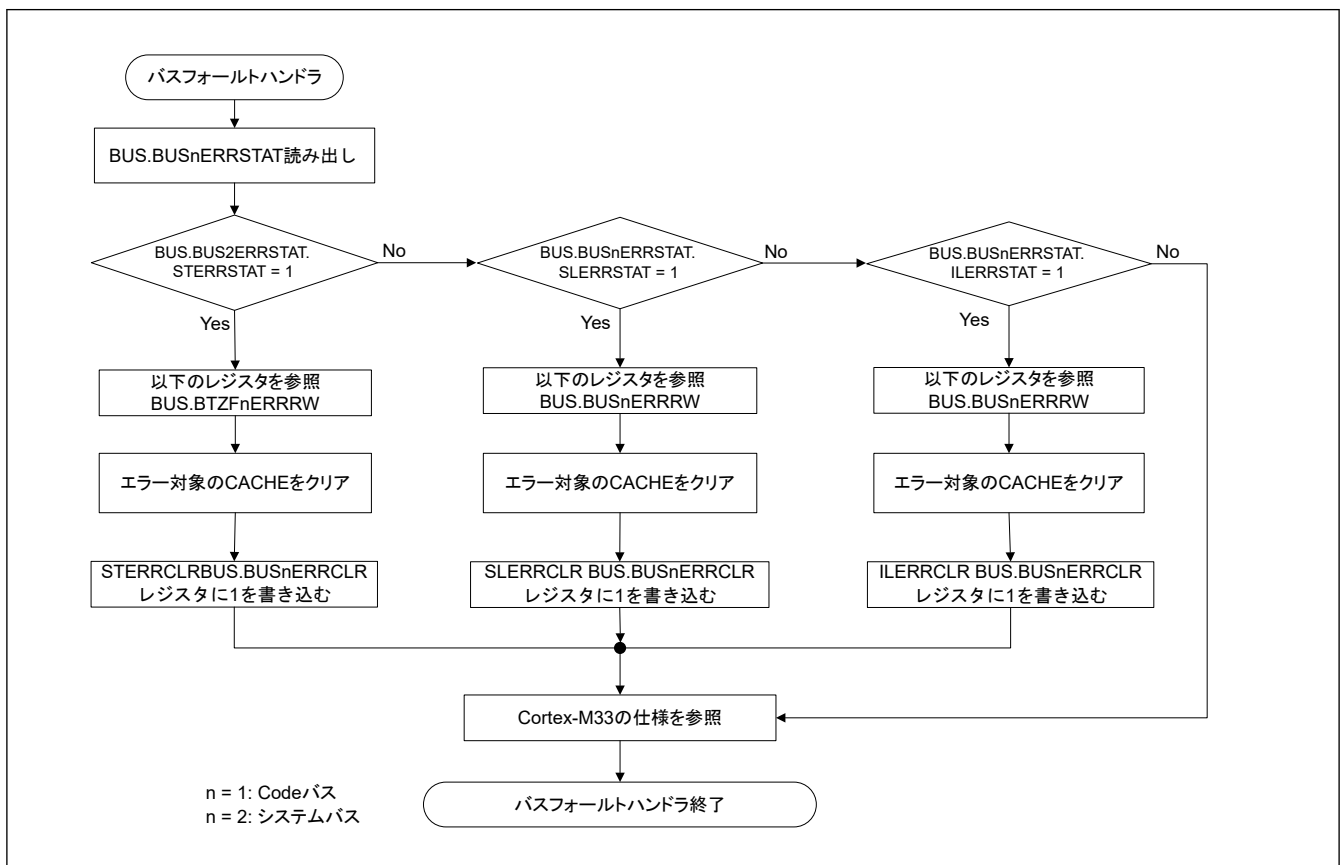 バスフォールトハンドラ
BUS.BUSnERRSTAT読み出し
BUS.BUS2ERRSTAT.
STERRSTAT = 1
No
Yes
BUS.BUSnERRSTAT.
SLERRSTAT = 1
No
Yes
BUS.BUSnERRSTAT.
ILERRSTAT = 1
No
Yes
以下のレジスタを参照
BUS.BTZFnERRRW
以下のレジスタを参照
BUS.BUSnERRRW
以下のレジスタを参照
BUS.BUSnERRRW
エラー対象のCACHEをクリア
エラー対象のCACHEをクリア
エラー対象のCACHEをクリア
STERRCLRBUS.BUSnERRCLR
レジスタに1を書き込む
SLERRCLR BUS.BUSnERRCLR
レジスタに1を書き込む
ILERRCLR BUS.BUSnERRCLR
レジスタに1を書き込む
Cortex-M33の仕様を参照
バスフォールトハンドラ終了
n = 1: Codeバス
n = 2: システムバス